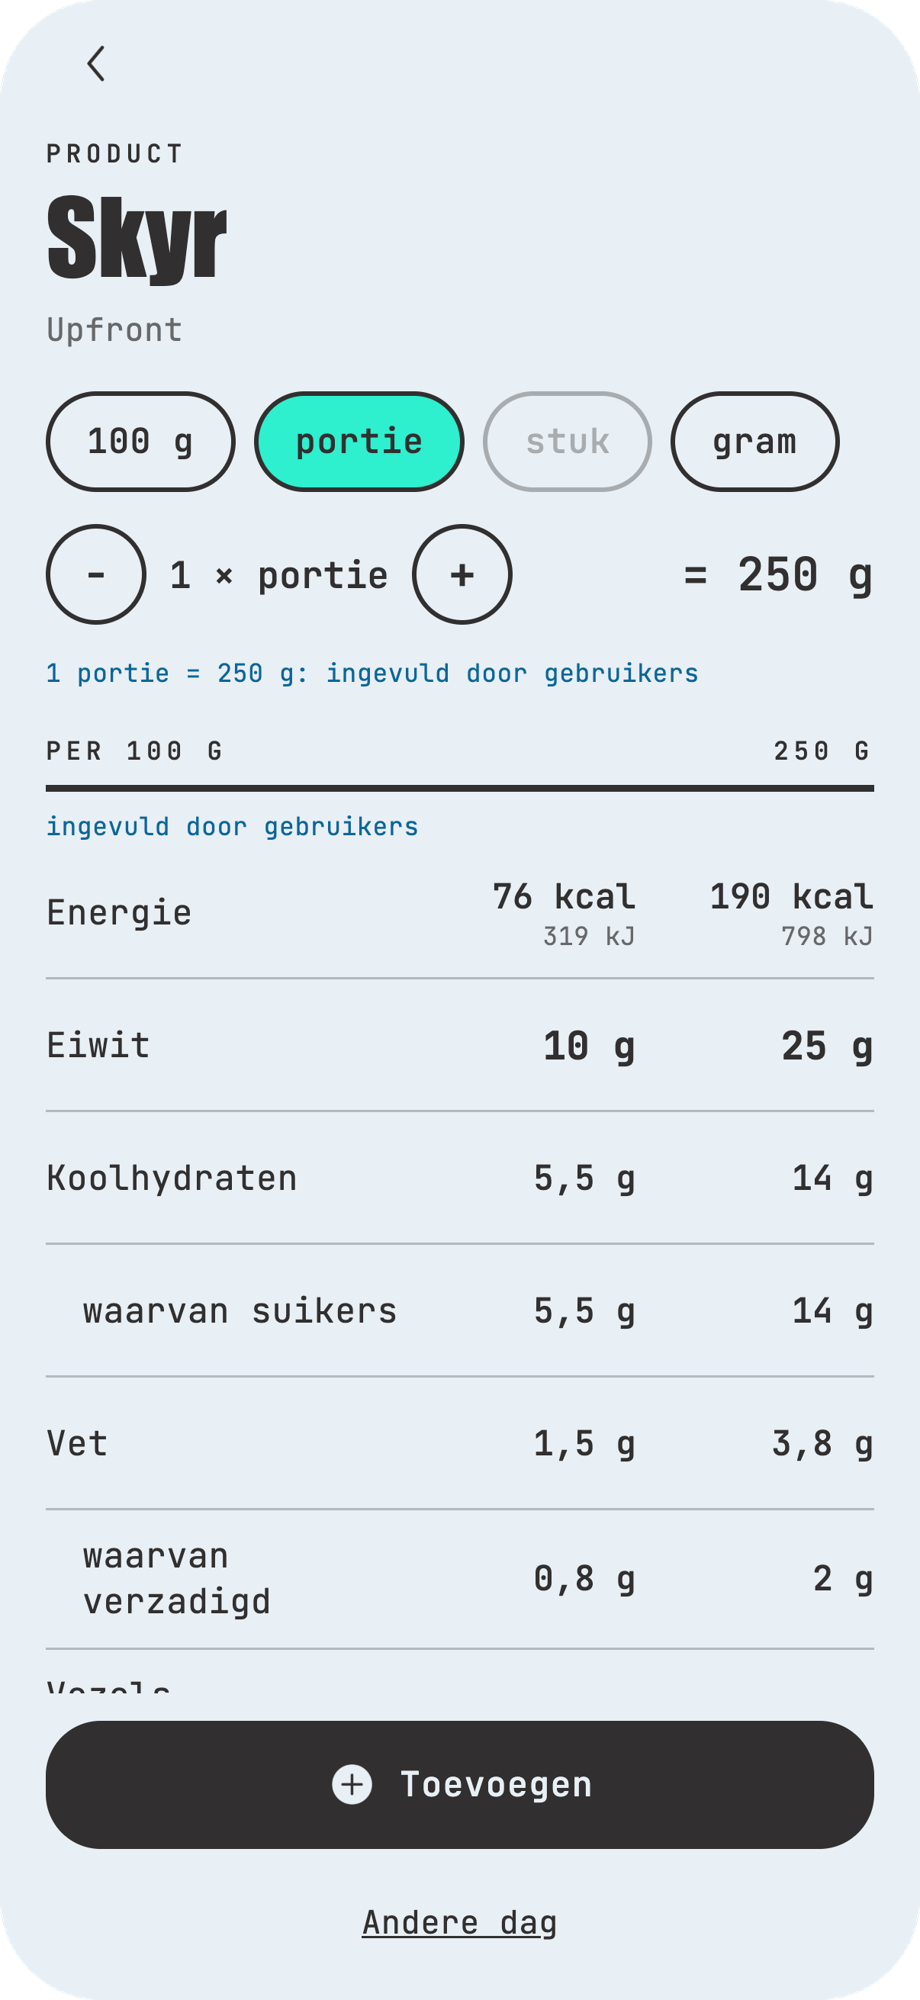 PRODUCT
Skyr
Upfront
100 g portie stuk gram
- 1 × portie + = 250 g
1 portie = 250 g: ingevuld door gebruikers
PER 100 G 250 G
ingevuld door gebruikers
Energie 76 kcal 190 kcal
319 kJ 798 kJ
Eiwit 10 g 25 g
Koolhydraten 5,5 g 14 g
waarvan suikers 5,5 g 14 g
Vet 1,5 g 3,8 g
waarvan
verzadigd 0,8 g 2 g
Vezels
Toevoegen
Andere dag